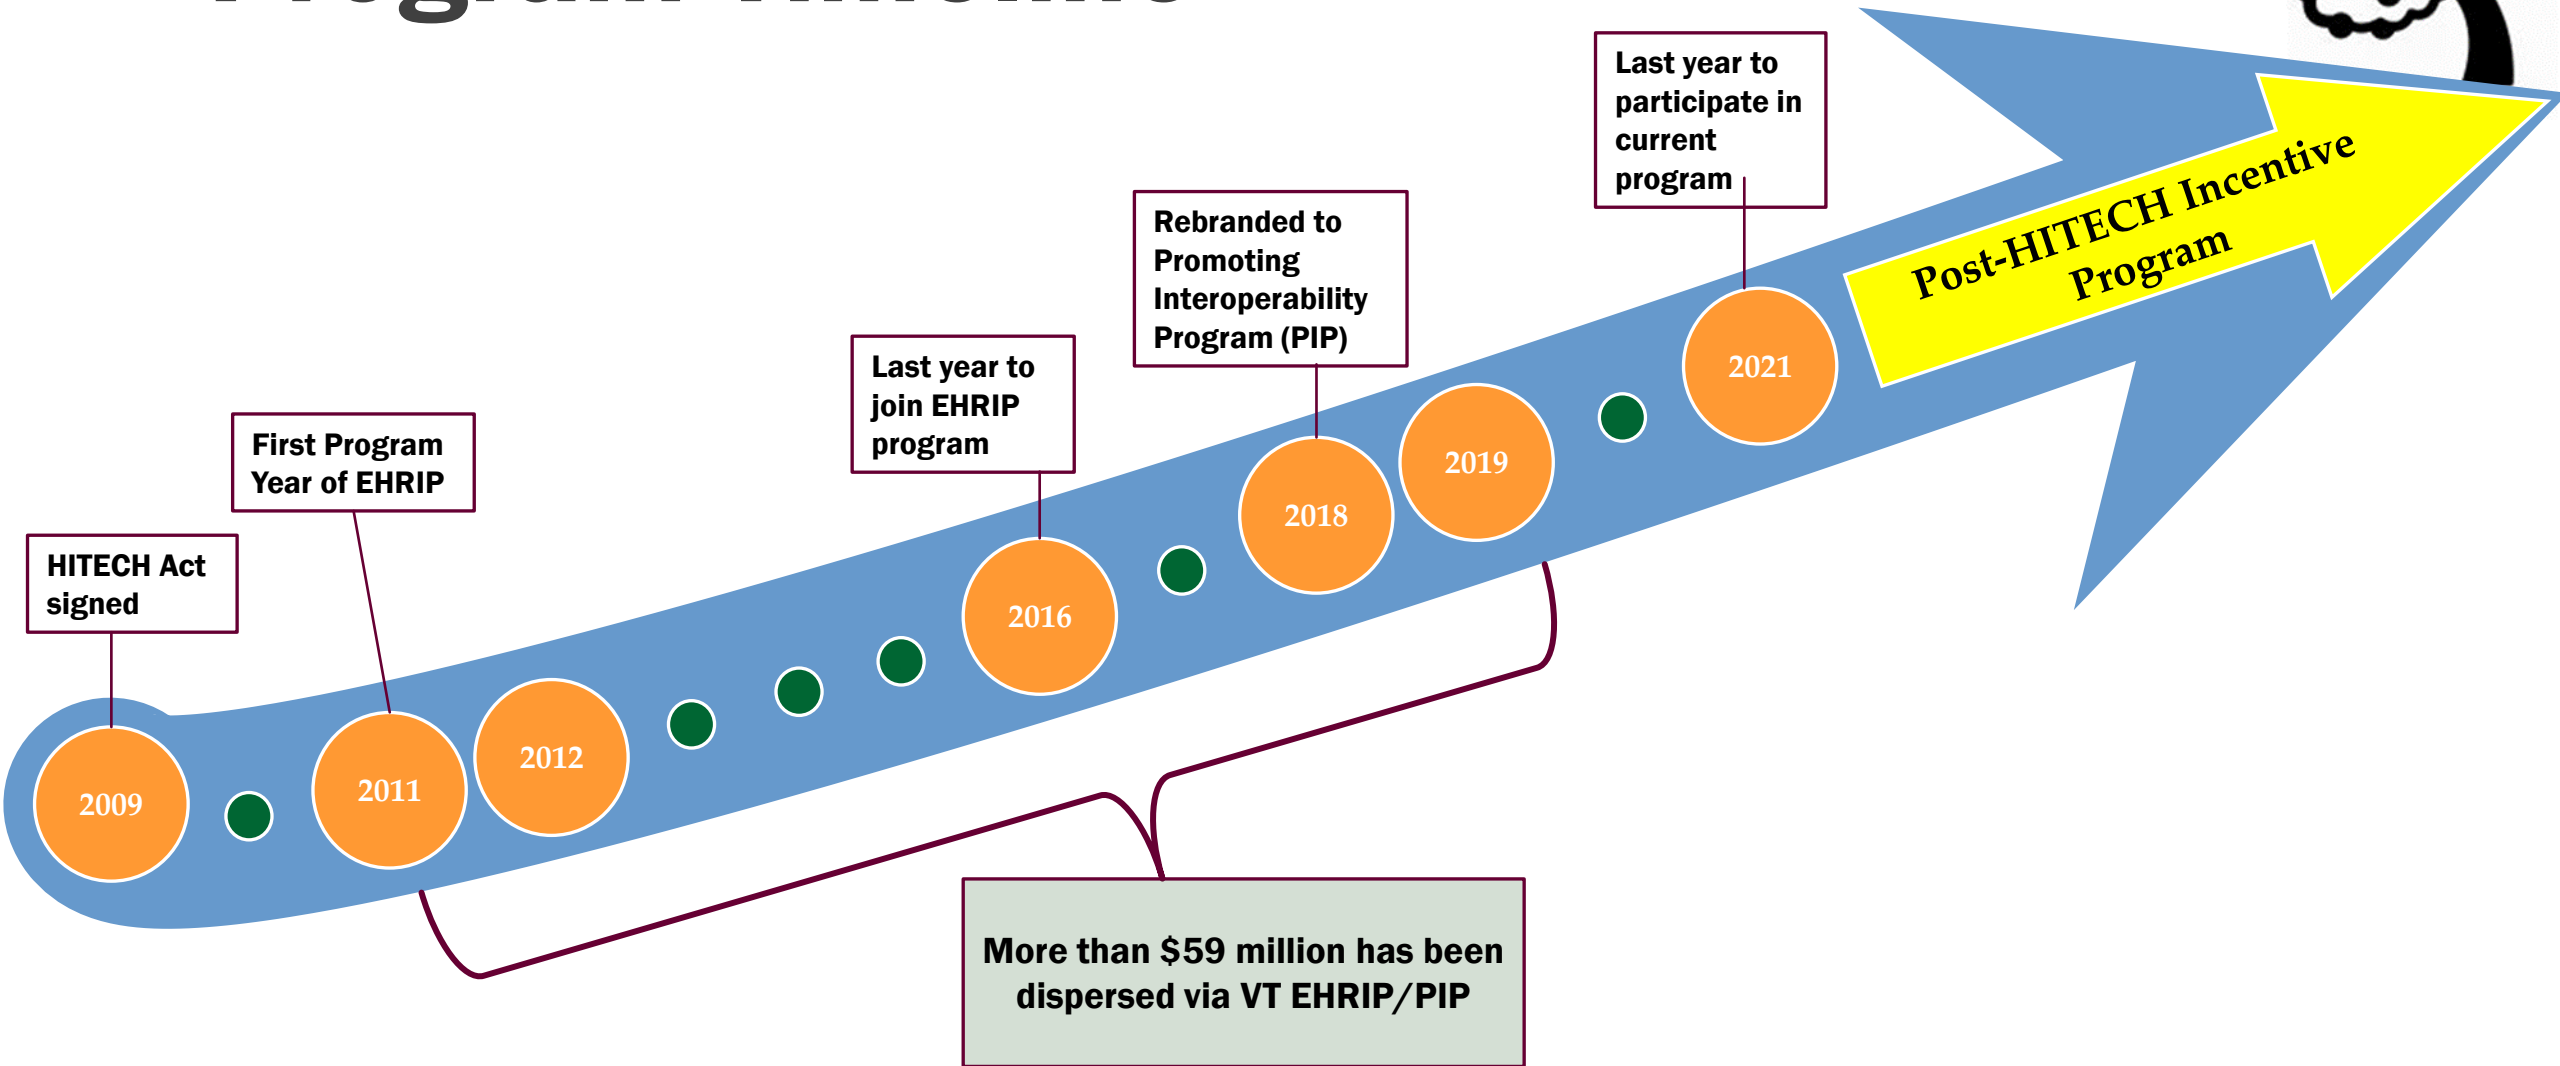 Last year to
participate in
current
program
Post-HITECH Incentive
Program
Rebranded to
Promoting
Interoperability
Program (PIP)
Last year to
join EHRIP
program
First Program
Year of EHRIP
HITECH Act
signed
2009
2011
2012
2016
2018
2019
2021
More than $59 million has been
dispersed via VT EHRIP/PIP